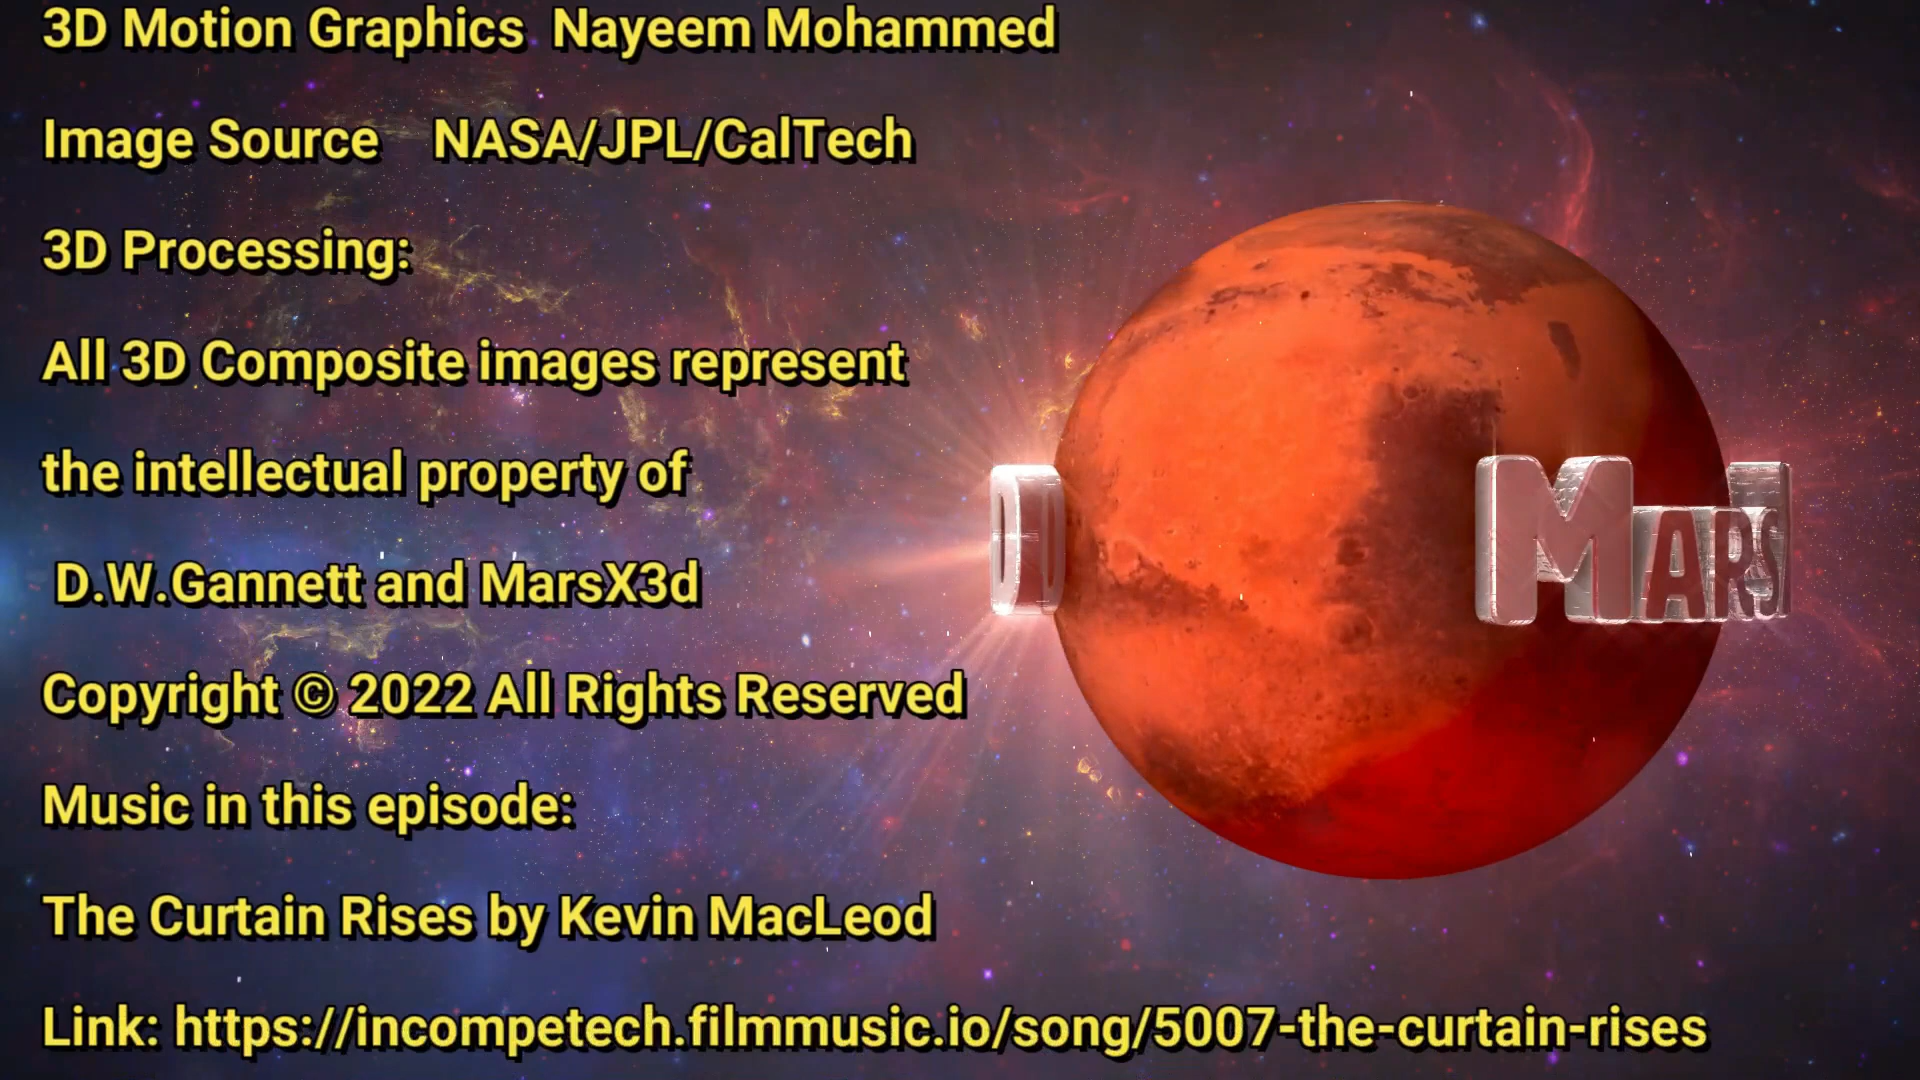 3D Motion Graphics  Nayeem Mohammed
Image Source    NASA/JPL/CalTech
3D Processing:
All 3D Composite images represent
the intellectual property of
D.W.Gannett and MarsX3d
Copyright © 2022 All Rights Reserved
Music in this episode:
The Curtain Rises by Kevin MacLeod
Link: https://incompetech.filmmusic.io/song/5007-the-curtain-rises
Mars